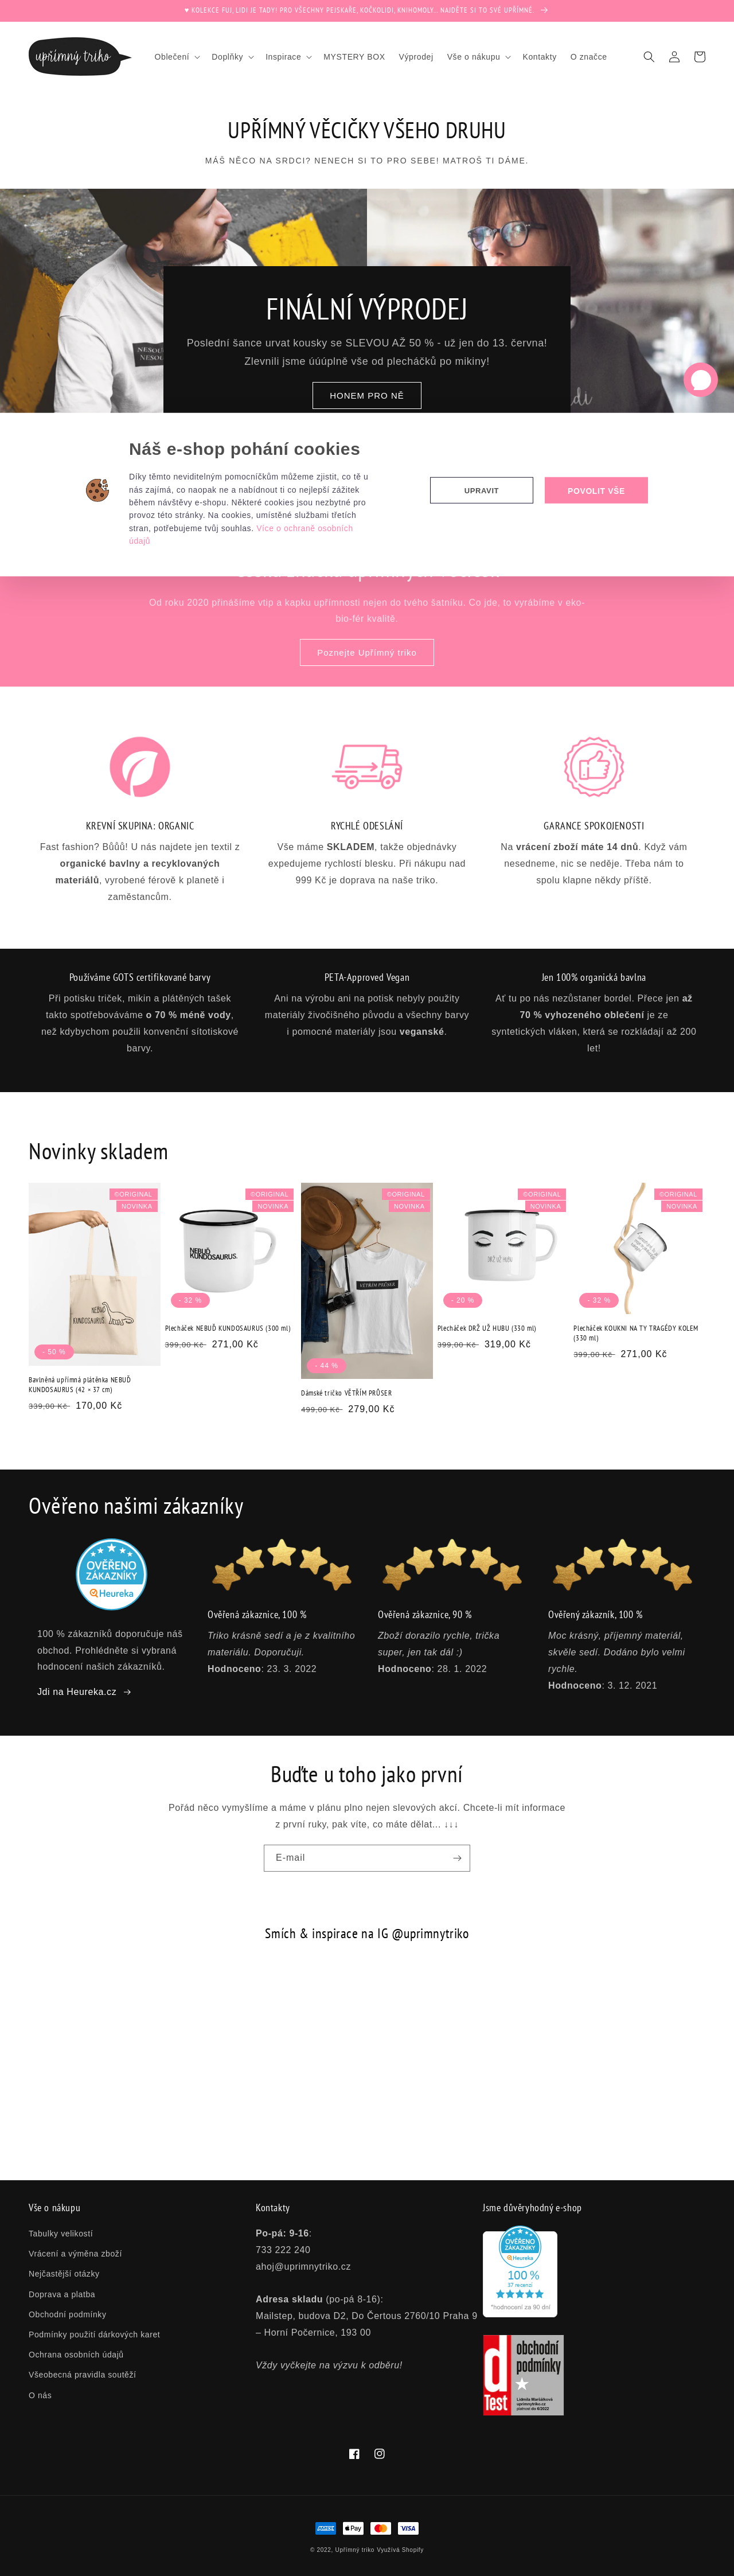 ♥ KOLEKCE FUJ, LIDI JE TADY! PRO VŠECHNY PEJSKAŘE, KOČKOLIDI, KNIHOMOLY... NAJDĚTE SI TO SVÉ UPŘÍMNÉ. →
upřímný triko
Oblečení
Doplňky
Inspirace
MYSTERY BOX
Výprodej
Vše o nákupu
Kontakty
O značce
UPŘÍMNÝ VĚCIČKY VŠEHO DRUHU
MÁŠ NĚCO NA SRDCI? NENECH SI TO PRO SEBE! MATROŠ TI DÁME.
FINÁLNÍ VÝPRODEJ
Poslední šance urvat kousky se SLEVOU AŽ 50 % - už jen do 13. června!
Zlevnili jsme úúúplně vše od plecháčků po mikiny!
HONEM PRO NĚ
Náš e-shop pohání cookies
Díky těmto neviditelným pomocníčkům můžeme zjistit, co tě u
nás zajímá, co naopak ne a nabídnout ti co nejlepší zážitek
během návštěvy e-shopu. Některé cookies jsou nezbytné pro
provoz této stránky. Na cookies, umístěné službami třetích
stran, potřebujeme tvůj souhlas. Více o ochraně osobních
údajů
UPRAVIT
POVOLIT VŠE
Od roku 2020 přinášíme vtip a kapku upřímnosti nejen do tvého šatníku. Co jde, to vyrábíme v eko-
bio-fér kvalitě.
Poznejte Upřímný triko
KREVNÍ SKUPINA: ORGANIC
Fast fashion? Bůůů! U nás najdete jen textil z
organické bavlny a recyklovaných
materiálů, vyrobené férově k planetě i
zaměstancům.
RYCHLÉ ODESLÁNÍ
Vše máme SKLADEM, takže objednávky
expedujeme rychlostí blesku. Při nákupu nad
999 Kč je doprava na naše triko.
GARANCE SPOKOJENOSTI
Na vrácení zboží máte 14 dnů. Když vám
nesedneme, nic se neděje. Třeba nám to
spolu klapne někdy příště.
Používáme GOTS certifikované barvy
Při potisku triček, mikin a plátěných tašek
takto spotřebováváme o 70 % méně vody,
než kdybychom použili konvenční sítotiskové
barvy.
PETA-Approved Vegan
Ani na výrobu ani na potisk nebyly použity
materiály živočišného původu a všechny barvy
i pomocné materiály jsou veganské.
Jen 100% organická bavlna
Ať tu po nás nezůstaner bordel. Přece jen až
70 % vyhozeného oblečení je ze
syntetických vláken, která se rozkládají až 200
let!
Novinky skladem
©ORIGINAL
NOVINKA
NEBUĎ
KUNDOSAURUS.
- 50 %
Bavlněná upřímná plátěnka NEBUĎ
KUNDOSAURUS (42 × 37 cm)
339,00 Kč 170,00 Kč
©ORIGINAL
NOVINKA
NEBUĎ
KUNDOSAURUS.
- 32 %
Plecháček NEBUĎ KUNDOSAURUS (300 ml)
399,00 Kč 271,00 Kč
©ORIGINAL
NOVINKA
VĚTŘÍM PRŮSER
- 44 %
Dámské tričko VĚTŘÍM PRŮSER
499,00 Kč 279,00 Kč
©ORIGINAL
NOVINKA
DRŽ UŽ HUBU
- 20 %
Plecháček DRŽ UŽ HUBU (330 ml)
399,00 Kč 319,00 Kč
©ORIGINAL
NOVINKA
- 32 %
Plecháček KOUKNI NA TY TRAGÉDY KOLEM
(330 ml)
399,00 Kč 271,00 Kč
Ověřeno našimi zákazníky
OVĚŘENO
ZÁKAZNÍKY
Heureka
100 % zákazníků doporučuje náš
obchod. Prohlédněte si vybraná
hodnocení našich zákazníků.
Jdi na Heureka.cz →
Ověřená zákaznice, 100 %
Triko krásně sedí a je z kvalitního
materiálu. Doporučuji.
Hodnoceno: 23. 3. 2022
Ověřená zákaznice, 90 %
Zboží dorazilo rychle, trička
super, jen tak dál :)
Hodnoceno: 28. 1. 2022
Ověřený zákazník, 100 %
Moc krásný, příjemný materiál,
skvěle sedí. Dodáno bylo velmi
rychle.
Hodnoceno: 3. 12. 2021
Buďte u toho jako první
Pořád něco vymyšlíme a máme v plánu plno nejen slevových akcí. Chcete-li mít informace
z první ruky, pak víte, co máte dělat... ↓↓↓
E-mail
Smích & inspirace na IG @uprimnytriko
Vše o nákupu
Tabulky velikostí
Vrácení a výměna zboží
Nejčastější otázky
Doprava a platba
Obchodní podmínky
Podmínky použití dárkových karet
Ochrana osobních údajů
Všeobecná pravidla soutěží
O nás
Kontakty
Po-pá: 9-16:
733 222 240
ahoj@uprimnytriko.cz
Adresa skladu (po-pá 8-16):
Mailstep, budova D2, Do Čertous 2760/10 Praha 9
– Horní Počernice, 193 00
Vždy vyčkejte na výzvu k odběru!
Jsme důvěryhodný e-shop
OVĚŘENO
ZÁKAZNÍKY
Heureka
100 %
37 recenzí
*hodnocení za 90 dní
dTest
obchodní
podmínky
Lidmila Maršálková
zkontrolováno
platnost do 4/2022
AMEX
Pay
mastercard
VISA
© 2022, Upřímný triko Využívá Shopify